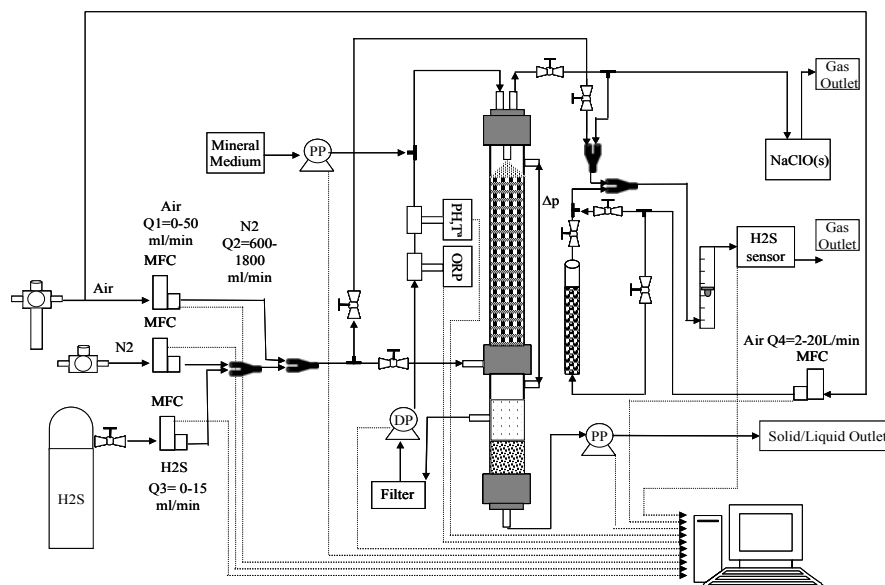 Gas
Outlet
Mineral
Medium
PP
NaClO(s)
Δp
Air
Q1=0-50
ml/min
MFC
N2
Q2=600-
1800
ml/min
PH,Tª
ORP
H2S
sensor
Gas
Outlet
Air
MFC
N2
Air Q4=2-20L/min
MFC
MFC
DP
PP
Solid/Liquid Outlet
H2S
Q3= 0-15
ml/min
Filter
H2S